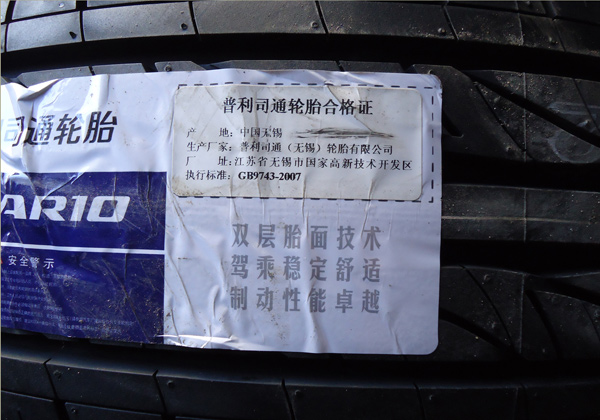 普利司通轮胎合格证
产 地：中国无锡
生产厂家：普利司通（无锡）轮胎有限公司
厂 址：江苏省无锡市国家高新技术开发区
执行标准：GB9743-2007
司通轮胎
AR10
安全警示
双层胎面技术
驾乘稳定舒适
制动性能卓越